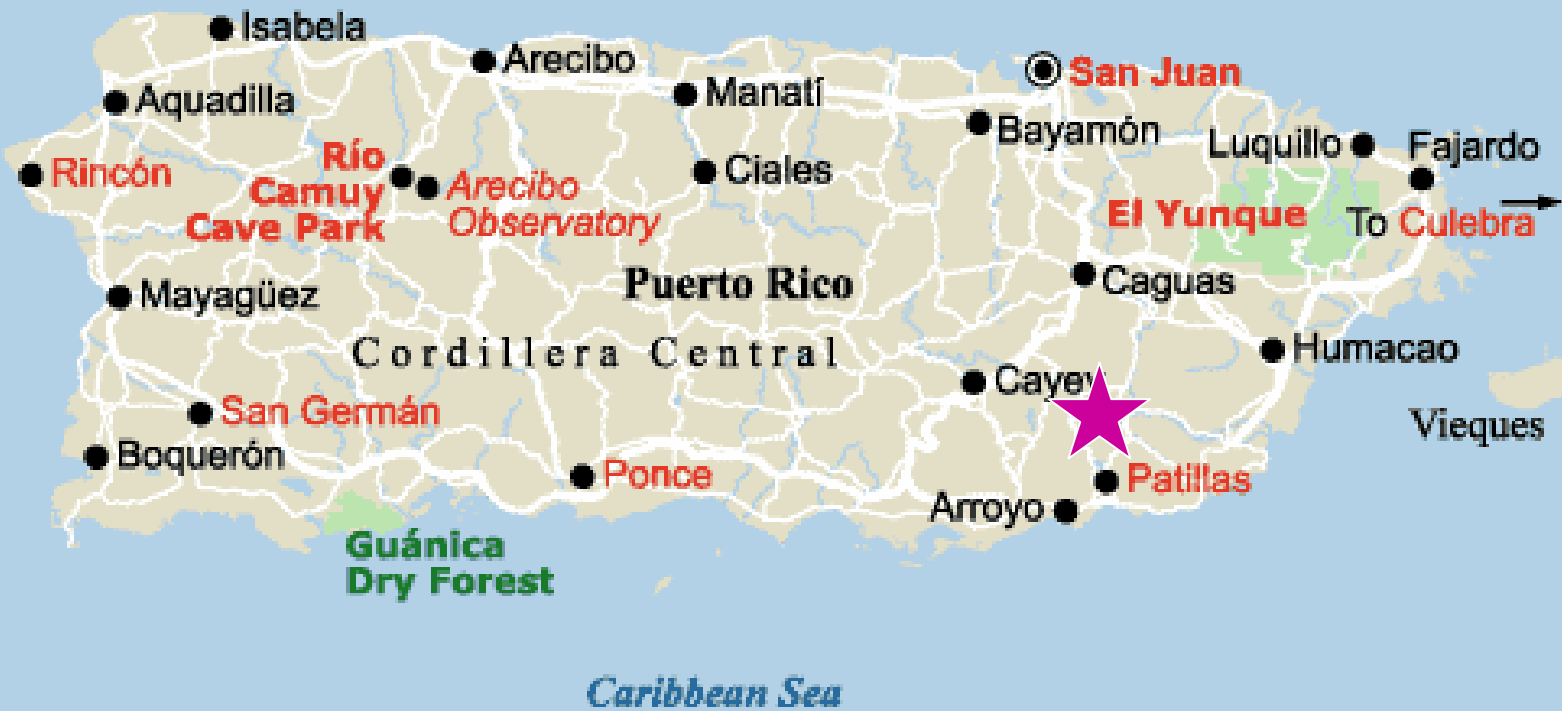 Isabela
Arecibo
San Juan
Aquadilla
Manatí
Bayamón
Luquillo
Fajardo
Rincón
Río
Camuy
Cave Park
Arecibo
Observatory
Ciales
El Yunque
To Culebra
Mayagüez
Puerto Rico
Caguas
Cordillera Central
Humacao
Cayey
San Germán
Vieques
Boquerón
Ponce
Patillas
Arroyo
Guánica
Dry Forest
Caribbean Sea